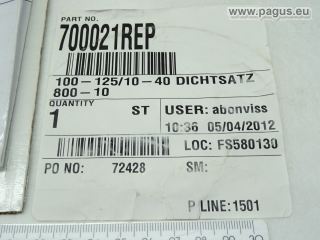 www.pagus.eu
PART NO.
700021REP
100-125/10-40 DICHTSATZ
800-10
QUANTITY
1 ST USER: abonviss
10:36 05/04/2012
LOC: FS580130
PO NO: 72428 SM:
P LINE: 1501